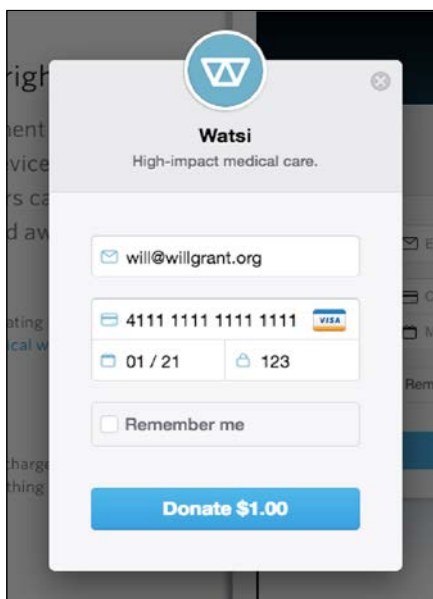 Watsi
High-impact medical care.
will@willgrant.org
4111 1111 1111 1111 VISA
01 / 21 123
Remember me
Donate $1.00